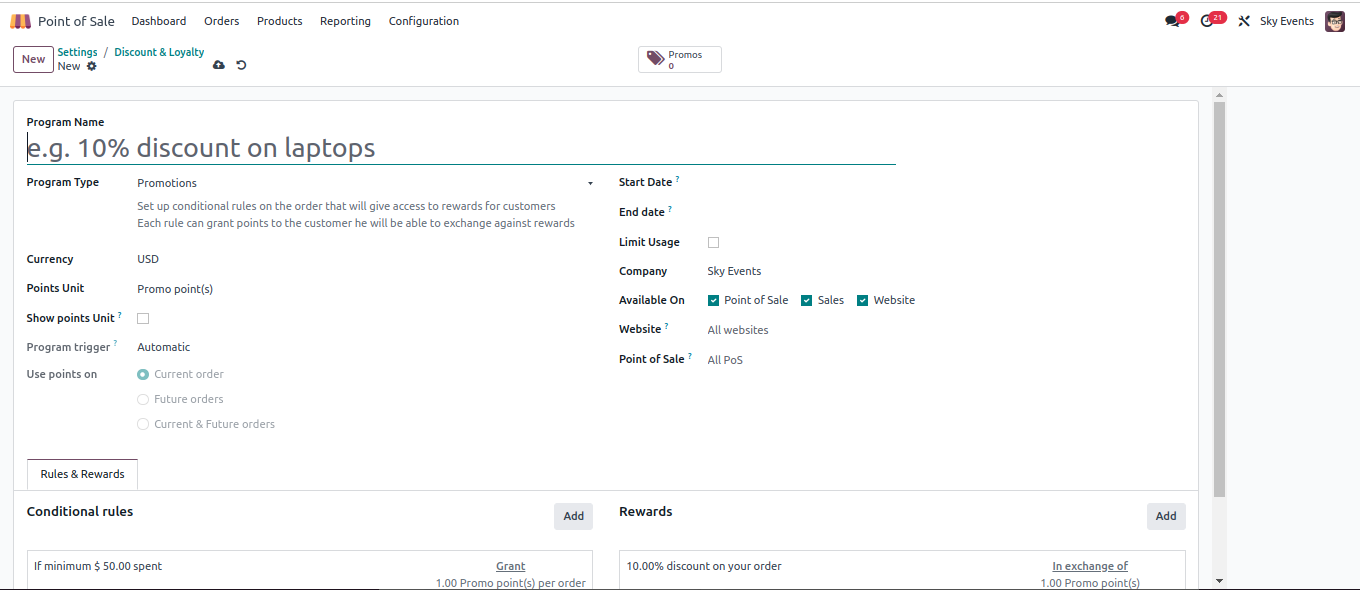 Point of Sale Dashboard Orders Products Reporting Configuration 6 21 Sky Events
New Settings / Discount & Loyalty
New
Promos
0
Program Name
e.g. 10% discount on laptops
Program Type Promotions
Set up conditional rules on the order that will give access to rewards for customers
Each rule can grant points to the customer he will be able to exchange against rewards
Currency USD
Points Unit Promo point(s)
Show points Unit ?
Program trigger ? Automatic
Use points on Current order
Future orders
Current & Future orders
Start Date ?
End date ?
Limit Usage
Company Sky Events
Available On Point of Sale Sales Website
Website ? All websites
Point of Sale ? All PoS
Rules & Rewards
Conditional rules Add
If minimum $ 50.00 spent Grant
1.00 Promo point(s) per order
Rewards Add
10.00% discount on your order In exchange of
1.00 Promo point(s)